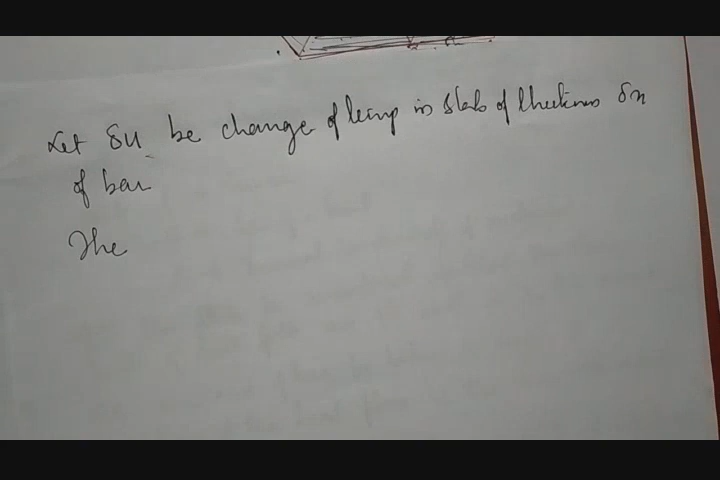 Let δu be change of temp in slab of thickness δx
of bar
The